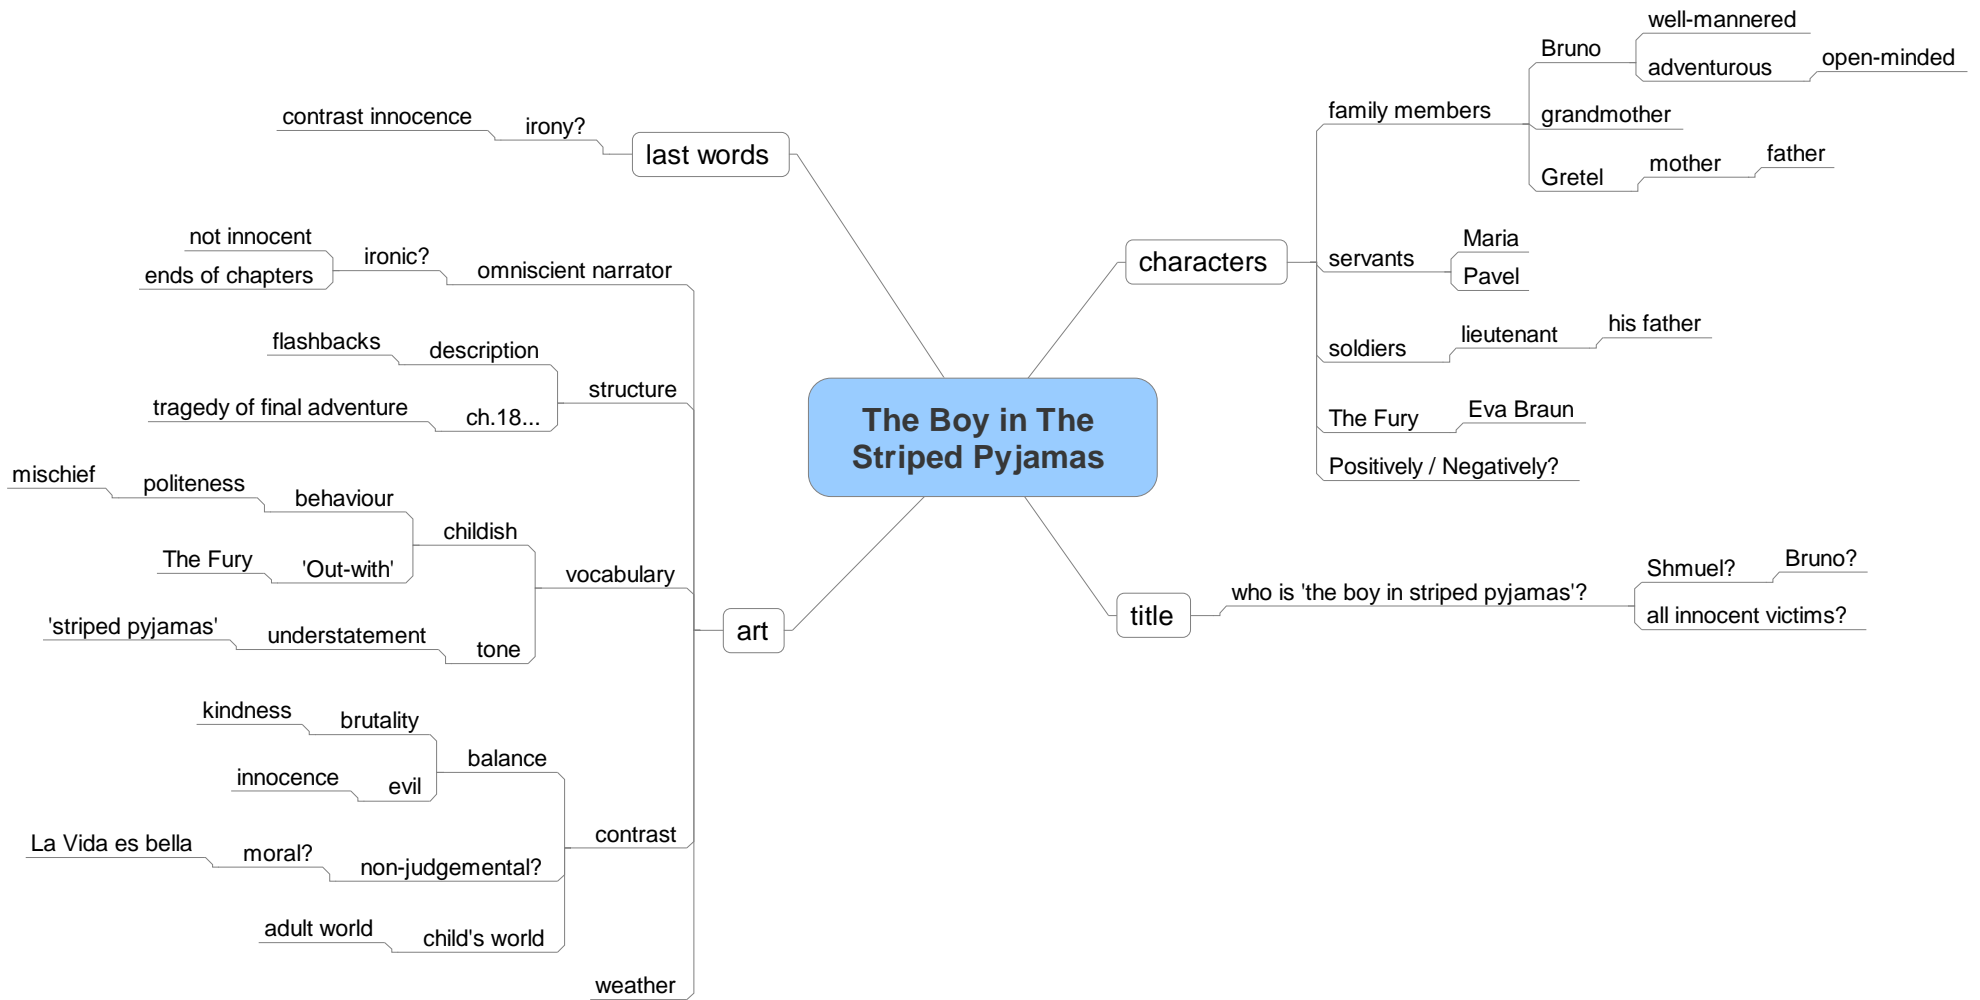 The Boy in The
Striped Pyjamas
characters
family members
Bruno
well-mannered
adventurous
open-minded
grandmother
Gretel
mother
father
servants
Maria
Pavel
soldiers
lieutenant
his father
The Fury
Eva Braun
Positively / Negatively?
title
who is 'the boy in striped pyjamas'?
Shmuel?
Bruno?
all innocent victims?
last words
irony?
contrast innocence
art
omniscient narrator
ironic?
not innocent
ends of chapters
structure
description
flashbacks
ch.18...
tragedy of final adventure
vocabulary
childish
behaviour
politeness
mischief
'Out-with'
The Fury
tone
understatement
'striped pyjamas'
contrast
balance
brutality
kindness
evil
innocence
non-judgemental?
moral?
La Vida es bella
child's world
adult world
weather